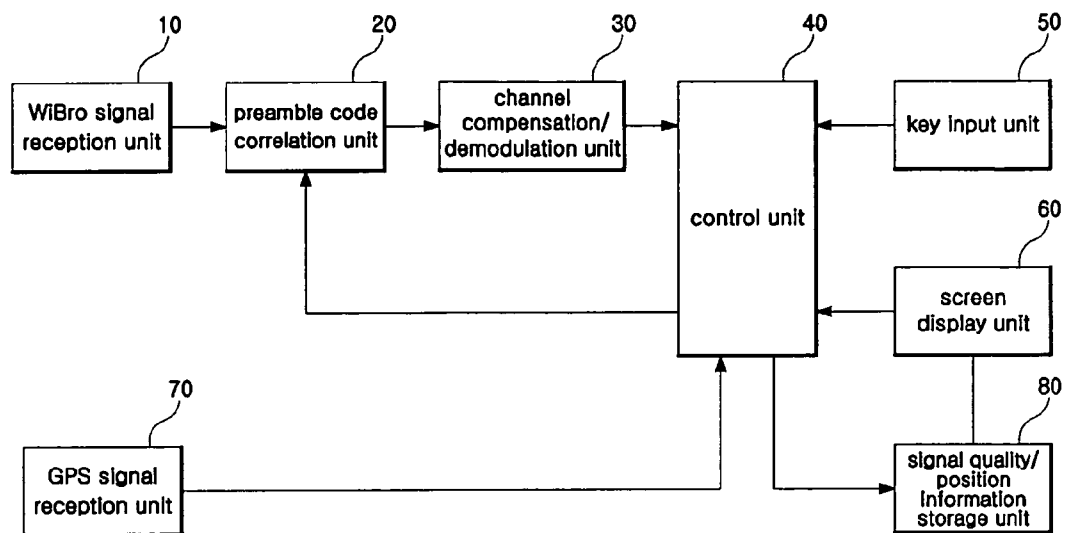 10
20
30
40
50
WiBro signal
reception unit
preamble code
correlation unit
channel
compensation/
demodulation unit
control unit
key input unit
60
screen
display unit
70
80
GPS signal
reception unit
signal quality/
position
information
storage unit